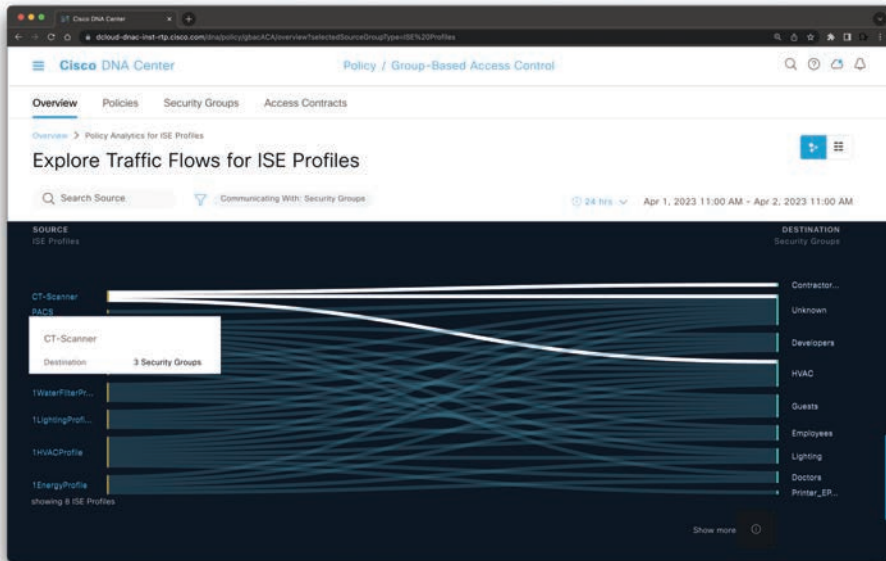 Cisco DNA Center
dcloud-dnac-inst-rtp.cisco.com/dna/policy/gbacACA/overview?selectedSourceGroupType=ISE%20Profiles
Cisco DNA Center
Policy / Group-Based Access Control
Overview Policies Security Groups Access Contracts
Overview > Policy Analytics for ISE Profiles
Explore Traffic Flows for ISE Profiles
Search Source
Communicating With: Security Groups
24 hrs
Apr 1, 2023 11:00 AM - Apr 2, 2023 11:00 AM
SOURCE
ISE Profiles
DESTINATION
Security Groups
CT-Scanner
PACS
CT-Scanner
Destination 3 Security Groups
1WaterFilterPr...
1LightingProfi...
1HVACProfile
1EnergyProfile
showing 8 ISE Profiles
Contractor...
Unknown
Developers
HVAC
Guests
Employees
Lighting
Doctors
Printer_EP...
Show more